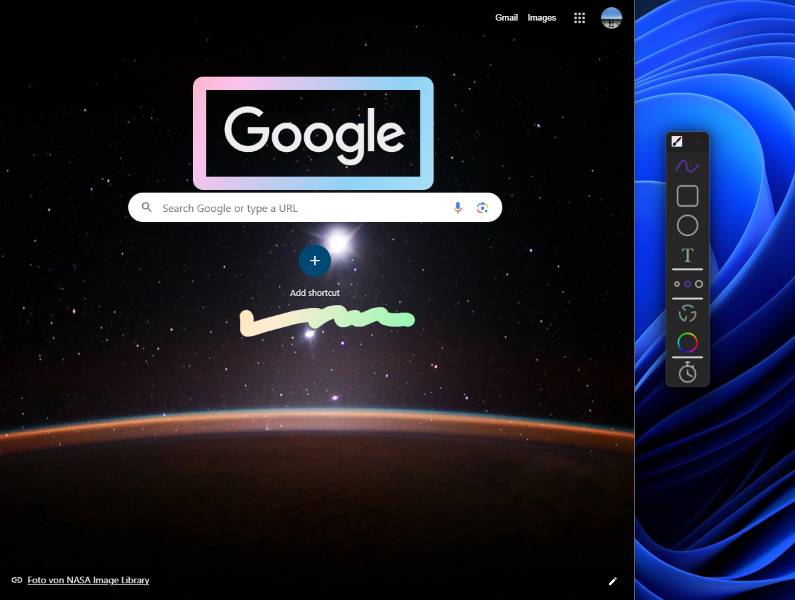 Gmail Images
Google
Search Google or type a URL
Add shortcut
T
Foto von NASA Image Library